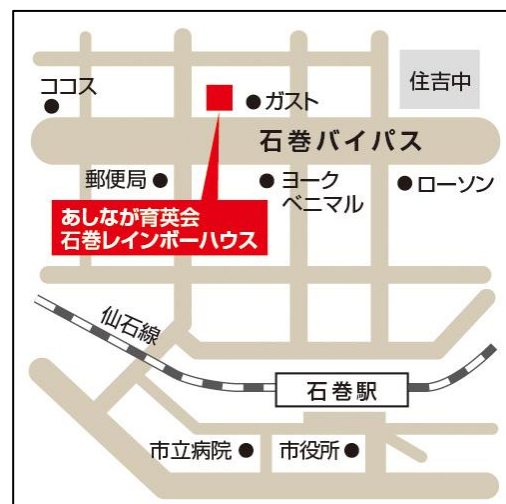 ココス
ガスト
住吉中
石巻バイパス
郵便局
ヨーク
ベニマル
ローソン
あしなが育英会
石巻レインボーハウス
仙石線
石巻駅
市立病院
市役所